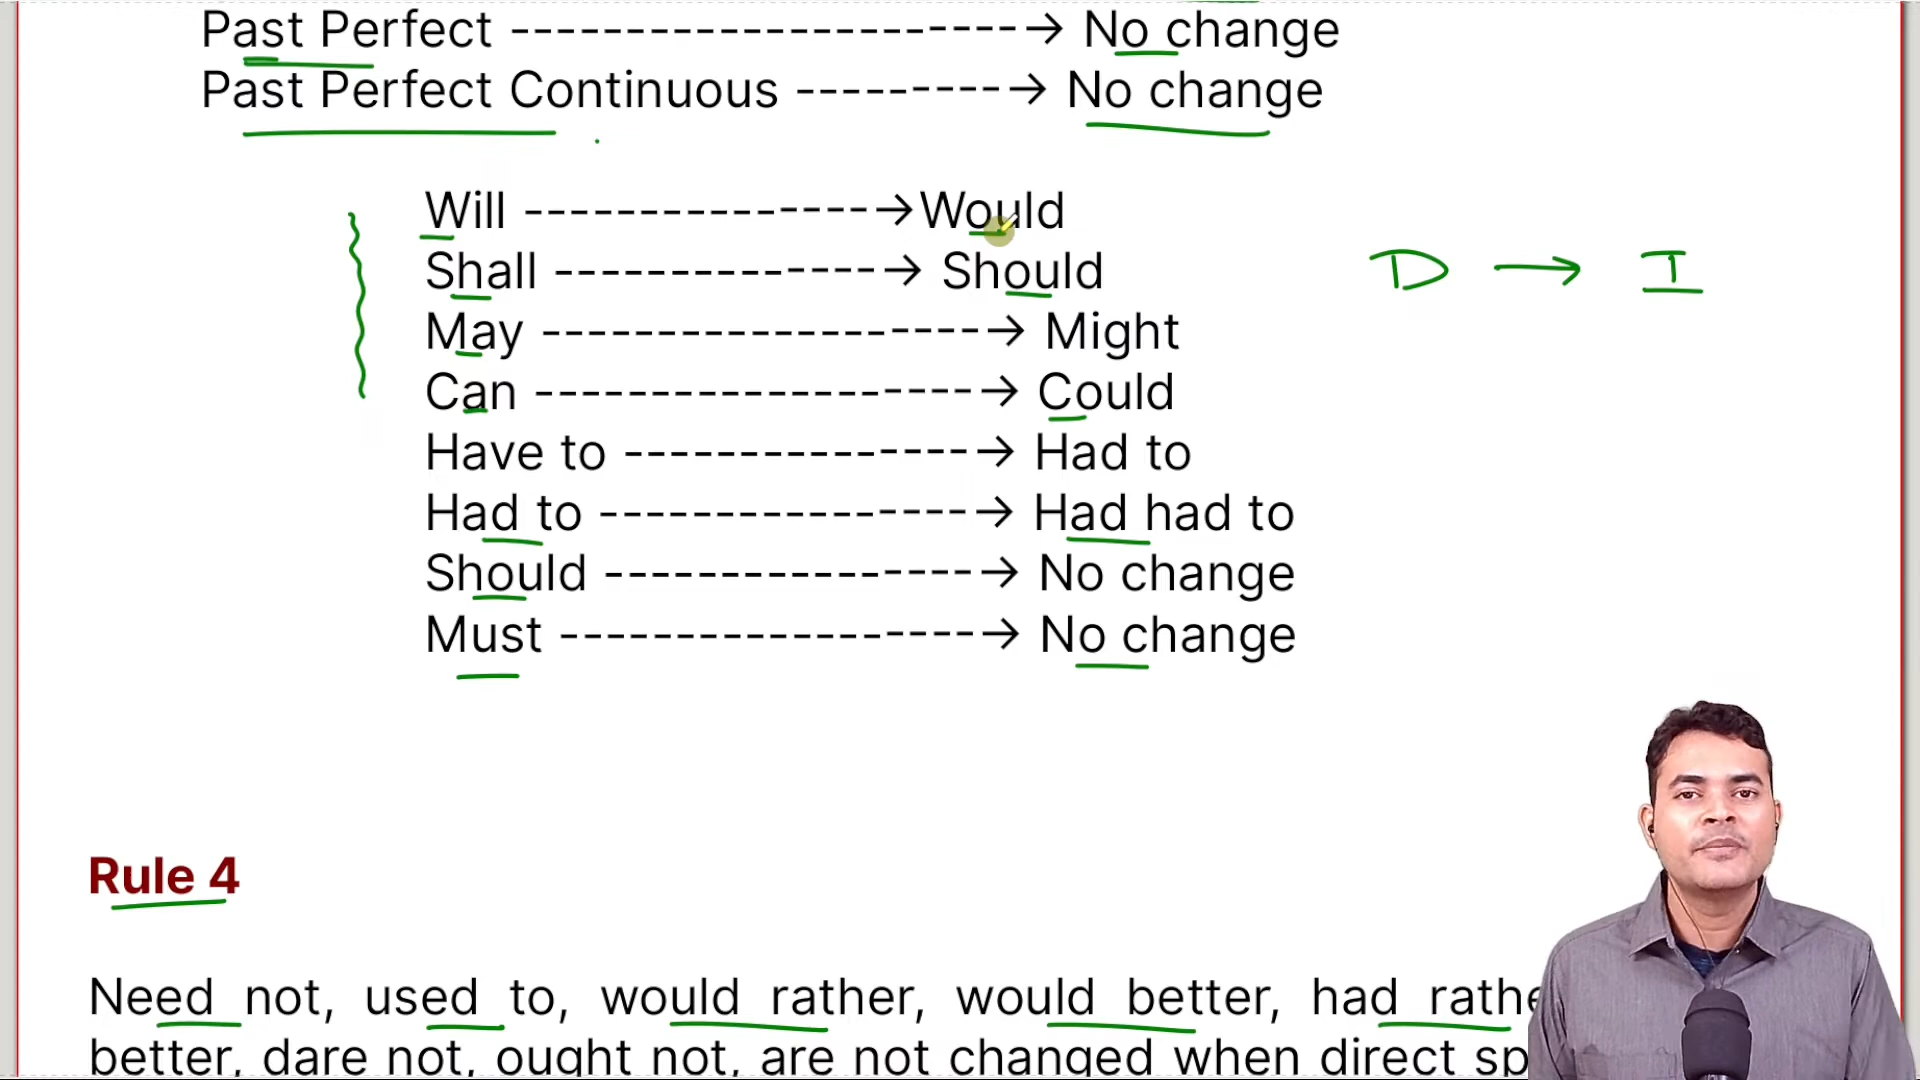 Past Perfect -----------------------→ No change
Past Perfect Continuous -----------→ No change
Will -----------------→Would
Shall ----------------→ Should
D → I
May --------------------→ Might
Can --------------------→ Could
Have to -----------------→ Had to
Had to ------------------→ Had had to
Should ------------------→ No change
Must --------------------→ No change
Rule 4
Need not, used to, would rather, would better, had
better, dare not, ought not, are not changed when direct